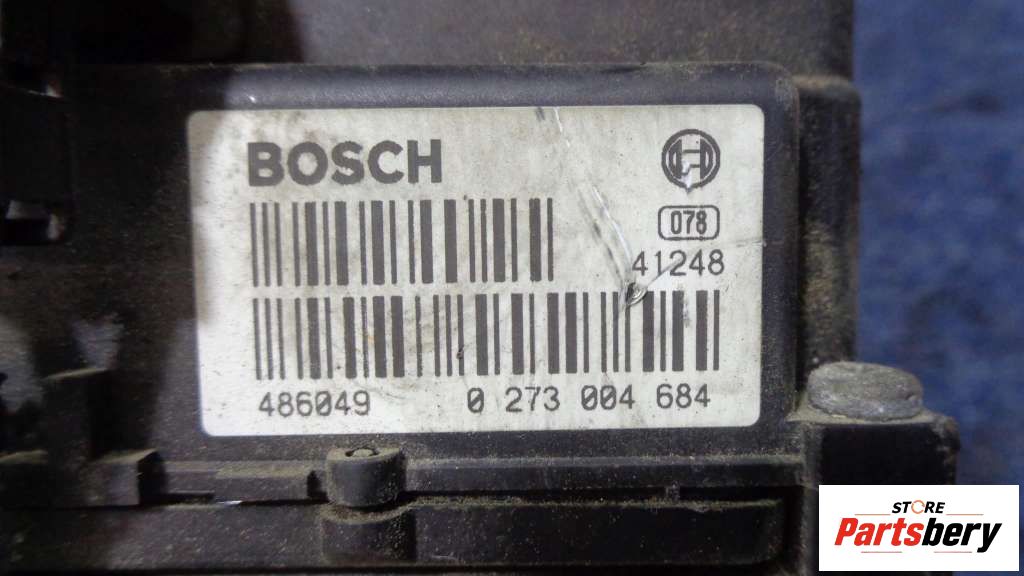 BOSCH
078
41248
486049 0 273 004 684
STORE
Partsbery